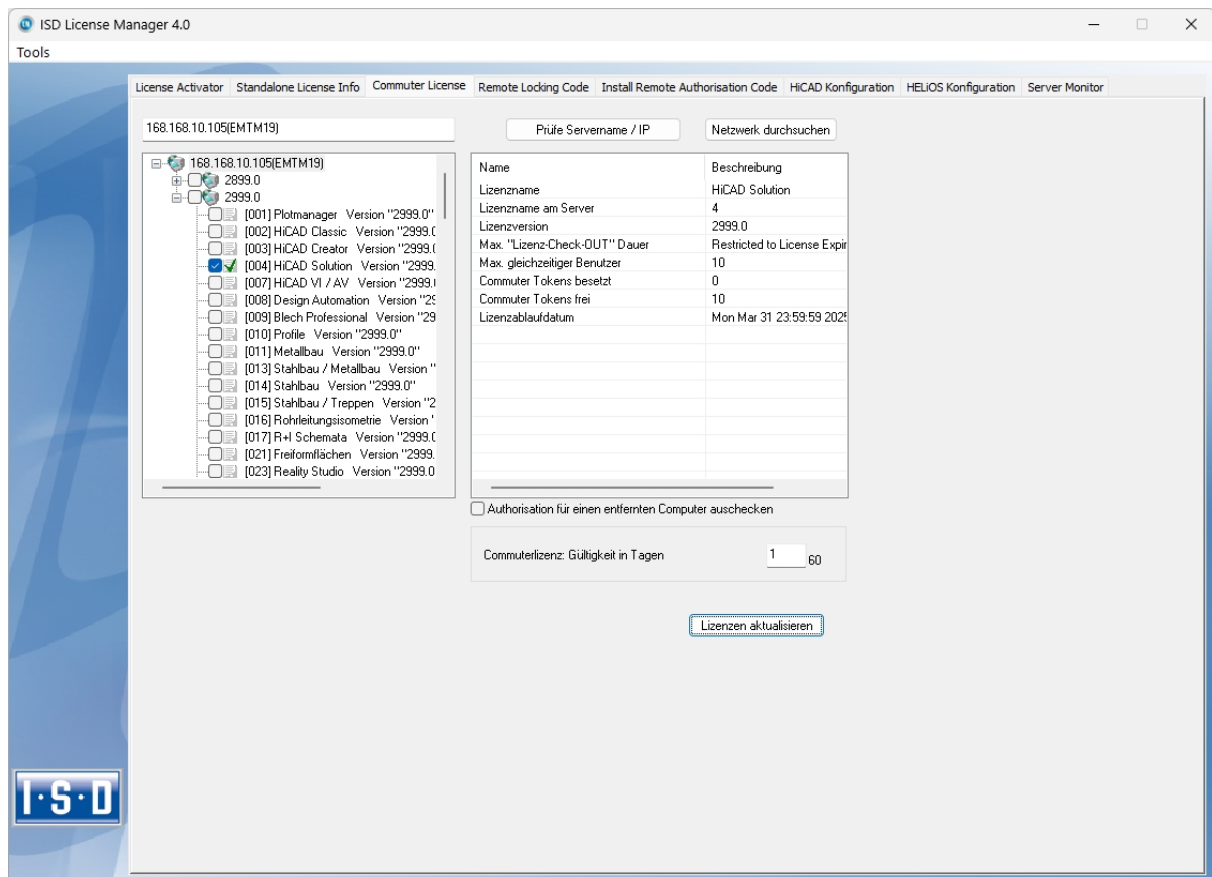 ISD License Manager 4.0
Tools
License Activator Standalone License Info Commuter License Remote Locking Code Install Remote Authorisation Code HiCAD Konfiguration HELiOS Konfiguration Server Monitor
168.168.10.105(EMTM19)
Prüfe Servername / IP
Netzwerk durchsuchen
168.168.10.105(EMTM19)
2899.0
2999.0
[001] Plotmanager Version "2999.0"
[002] HiCAD Classic Version "2999.0
[003] HiCAD Creator Version "2999.0
[004] HiCAD Solution Version "2999.
[007] HiCAD VI / AV Version "2999.
[008] Design Automation Version "29
[009] Blech Professional Version "29
[010] Profile Version "2999.0"
[011] Metallbau Version "2999.0"
[013] Stahlbau / Metallbau Version "
[014] Stahlbau Version "2999.0"
[015] Stahlbau / Treppen Version "2
[016] Rohrleitungsisometrie Version "
[017] R+I Schemata Version "2999.0
[021] Freiformflächen Version "2999.
[023] Reality Studio Version "2999.0
Name Beschreibung
Lizenzname HiCAD Solution
Lizenzname am Server 4
Lizenzversion 2999.0
Max. "Lizenz-Check-OUT" Dauer Restricted to License Expir
Max. gleichzeitiger Benutzer 10
Commuter Tokens besetzt 0
Commuter Tokens frei 10
Lizenzablaufdatum Mon Mar 31 23:59:59 2025
Authorisation für einen entfernten Computer auschecken
Commuterlizenz: Gültigkeit in Tagen 1 60
Lizenzen aktualisieren
I·S·D